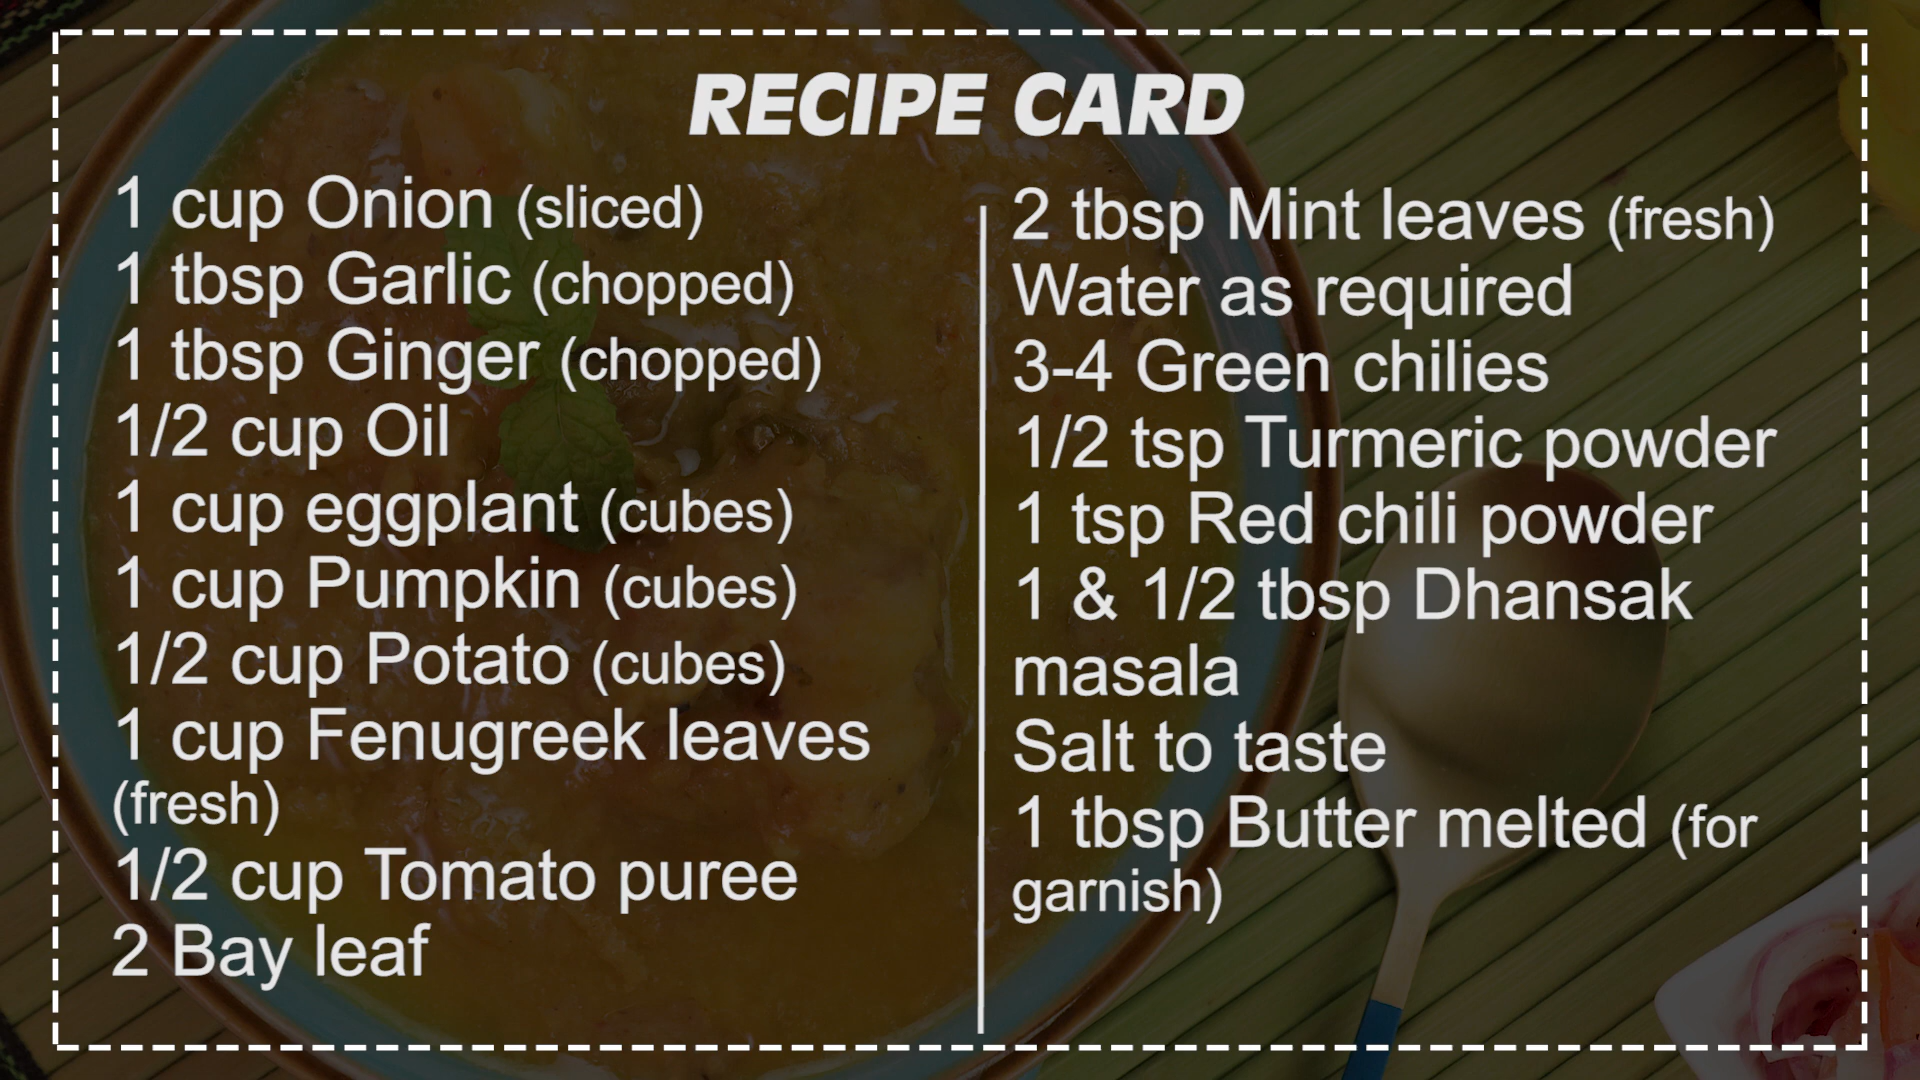 RECIPE CARD
1 cup Onion (sliced)
1 tbsp Garlic (chopped)
1 tbsp Ginger (chopped)
1/2 cup Oil
1 cup eggplant (cubes)
1 cup Pumpkin (cubes)
1/2 cup Potato (cubes)
1 cup Fenugreek leaves
(fresh)
1/2 cup Tomato puree
2 Bay leaf
2 tbsp Mint leaves (fresh)
Water as required
3-4 Green chilies
1/2 tsp Turmeric powder
1 tsp Red chili powder
1 & 1/2 tbsp Dhansak
masala
Salt to taste
1 tbsp Butter melted (for
garnish)